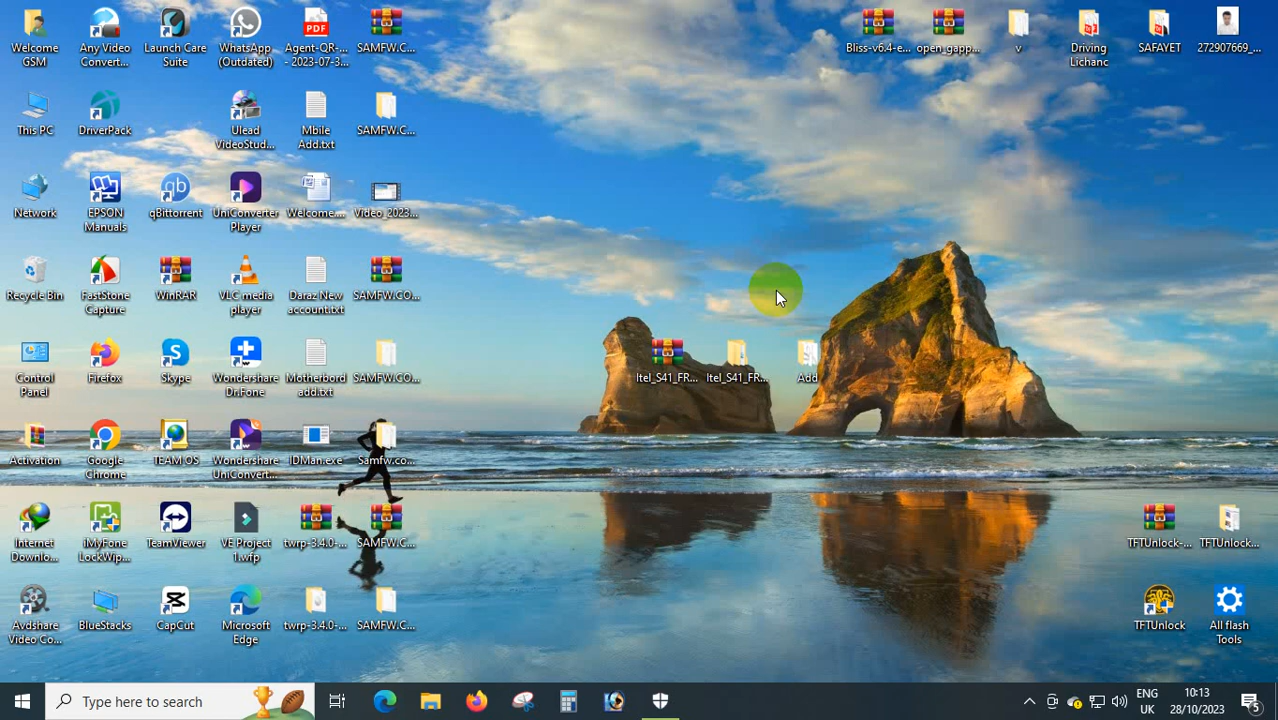 Welcome
GSM
Any Video
Convert...
Launch Care
Suite
WhatsApp
(Outdated)
Agent-QR-...
- 2023-07-3...
SAMFW.C...
Bliss-v6.4-e...
open_gapp...
v
Driving
Lichanc
SAFAYET
272907669_...
This PC
DriverPack
Ulead
VideoStud...
Mbile
Add.txt
SAMFW.C...
Network
EPSON
Manuals
qBittorrent
UniConverter
Player
Welcome....
Video_2023...
Recycle Bin
FastStone
Capture
WinRAR
VLC media
player
Daraz New
account.txt
SAMFW.CO...
Control
Panel
Firefox
Skype
Wondershare
Dr.Fone
Motherbord
add.txt
SAMFW.CO...
Itel_S41_FR...
Itel_S41_FR...
Add
Activation
Google
Chrome
TEAM OS
Wondershare
UniConvert...
IDMan.exe
Samfw.co...
Internet
Downlo...
iMyFone
LockWip...
TeamViewer
VE Project
1.wfp
twrp-3.4.0-...
SAMFW.C...
TFTUnlock-...
TFTUnlock...
Avdshare
Video Co...
BlueStacks
CapCut
Microsoft
Edge
twrp-3.4.0-...
SAMFW.C...
TFTUnlock
All flash
Tools
Type here to search
ENG
UK
10:13
28/10/2023
5